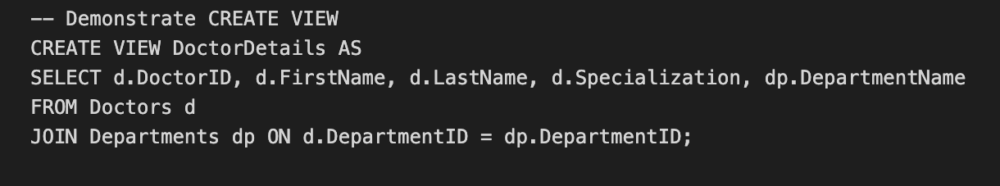 -- Demonstrate CREATE VIEW
CREATE VIEW DoctorDetails AS
SELECT d.DoctorID, d.FirstName, d.LastName, d.Specialization, dp.DepartmentName
FROM Doctors d
JOIN Departments dp ON d.DepartmentID = dp.DepartmentID;